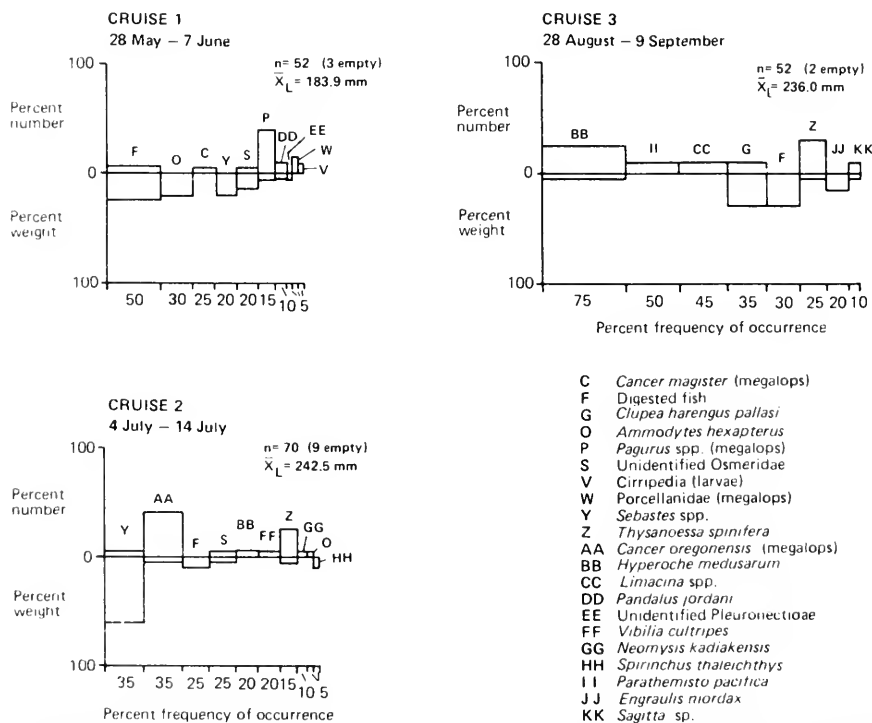 CRUISE 1
28 May – 7 June
n= 52 (3 empty)
X̄L = 183.9 mm
100
Percent
number
0
Percent
weight
100
F
O
C
Y
S
P
DD
EE
W
V
50 30 25 20 20 15 10 10 5
CRUISE 3
28 August – 9 September
n= 52 (2 empty)
X̄L = 236.0 mm
100
Percent
number
0
Percent
weight
100
BB
II
CC
G
F
Z
JJ
KK
75 50 45 35 30 25 20 10
Percent frequency of occurrence
CRUISE 2
4 July – 14 July
n= 70 (9 empty)
X̄L = 242.5 mm
100
Percent
number
0
Percent
weight
100
Y
AA
F
S
BB
FF
Z
GG
O
HH
35 35 25 25 20 20 15 10 5
Percent frequency of occurrence
C Cancer magister (megalops)
F Digested fish
G Clupea harengus pallasi
O Ammodytes hexapterus
P Pagurus spp. (megalops)
S Unidentified Osmeridae
V Cirripedia (larvae)
W Porcellanidae (megalops)
Y Sebastes spp.
Z Thysanoessa spinifera
AA Cancer oregonensis (megalops)
BB Hyperoche medusarum
CC Limacina spp.
DD Pandalus jordani
EE Unidentified Pleuronectidae
FF Vibilia cultripes
GG Neomysis kadiakensis
HH Spirinchus thaleichthys
II Parathemisto pacifica
JJ Engraulis mordax
KK Sagitta sp.